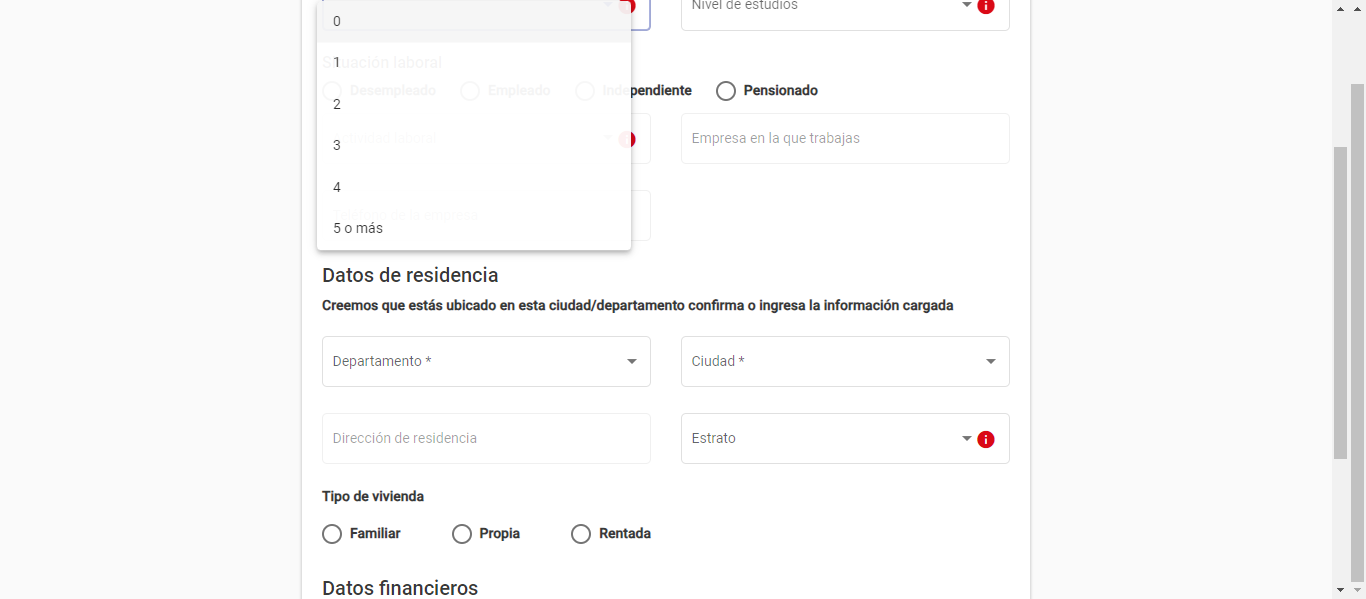 Nivel de estudios
0
Situación laboral
1
Desempleado Empleado Independiente Pensionado
2
Actividad laboral Empresa en la que trabajas
3
4
5 o más
Datos de residencia
Creemos que estás ubicado en esta ciudad/departamento confirma o ingresa la información cargada
Departamento * Ciudad *
Dirección de residencia Estrato
Tipo de vivienda
Familiar Propia Rentada
Datos financieros